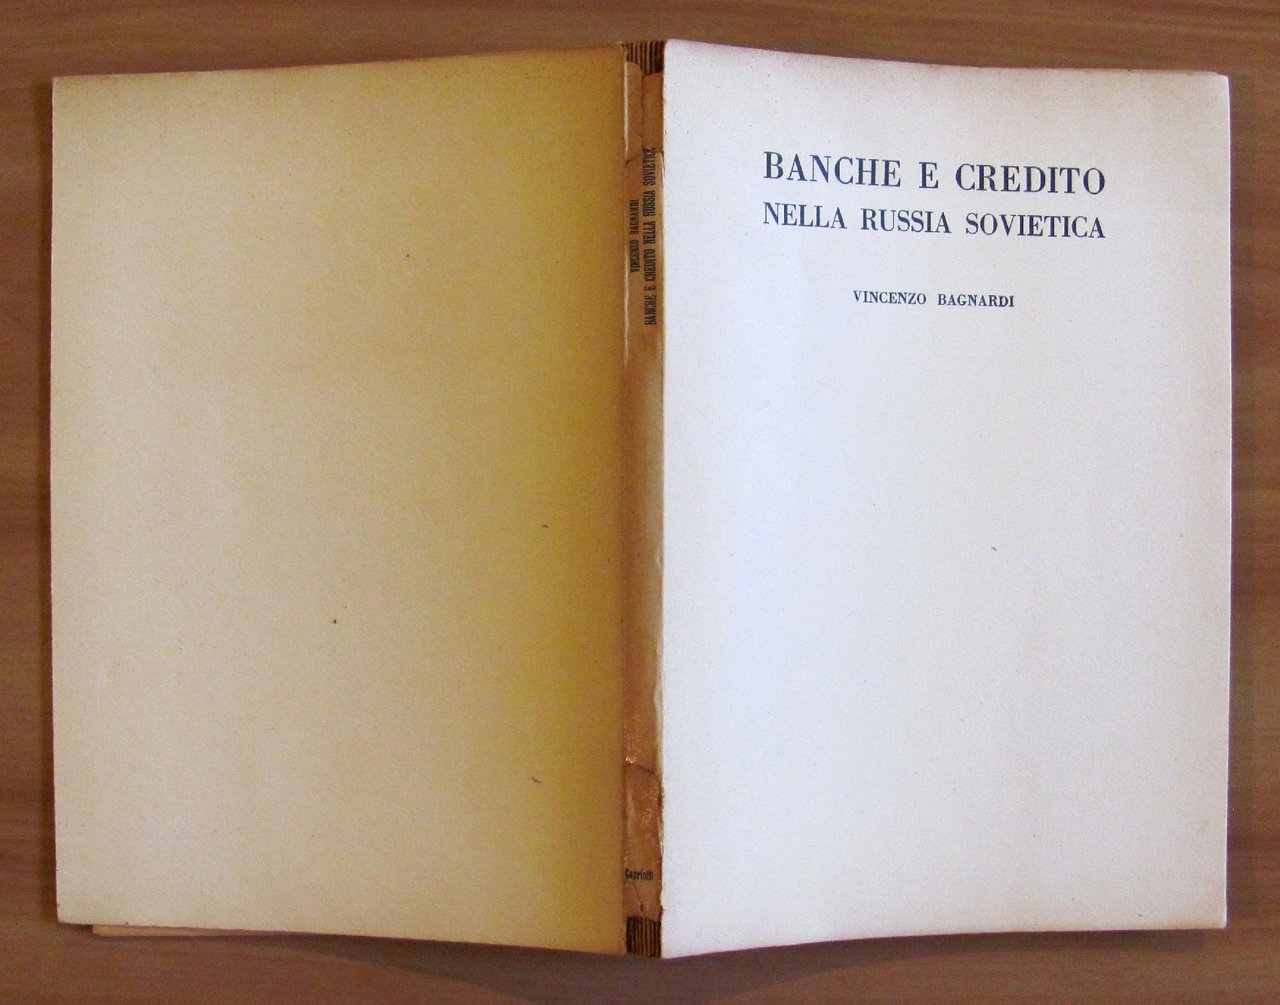 BANCHE E CREDITO
NELLA RUSSIA SOVIETICA
VINCENZO BAGNARDI
VINCENZO BAGNARDI
BANCHE E CREDITO NELLA RUSSIA SOVIETICA
Capriotti